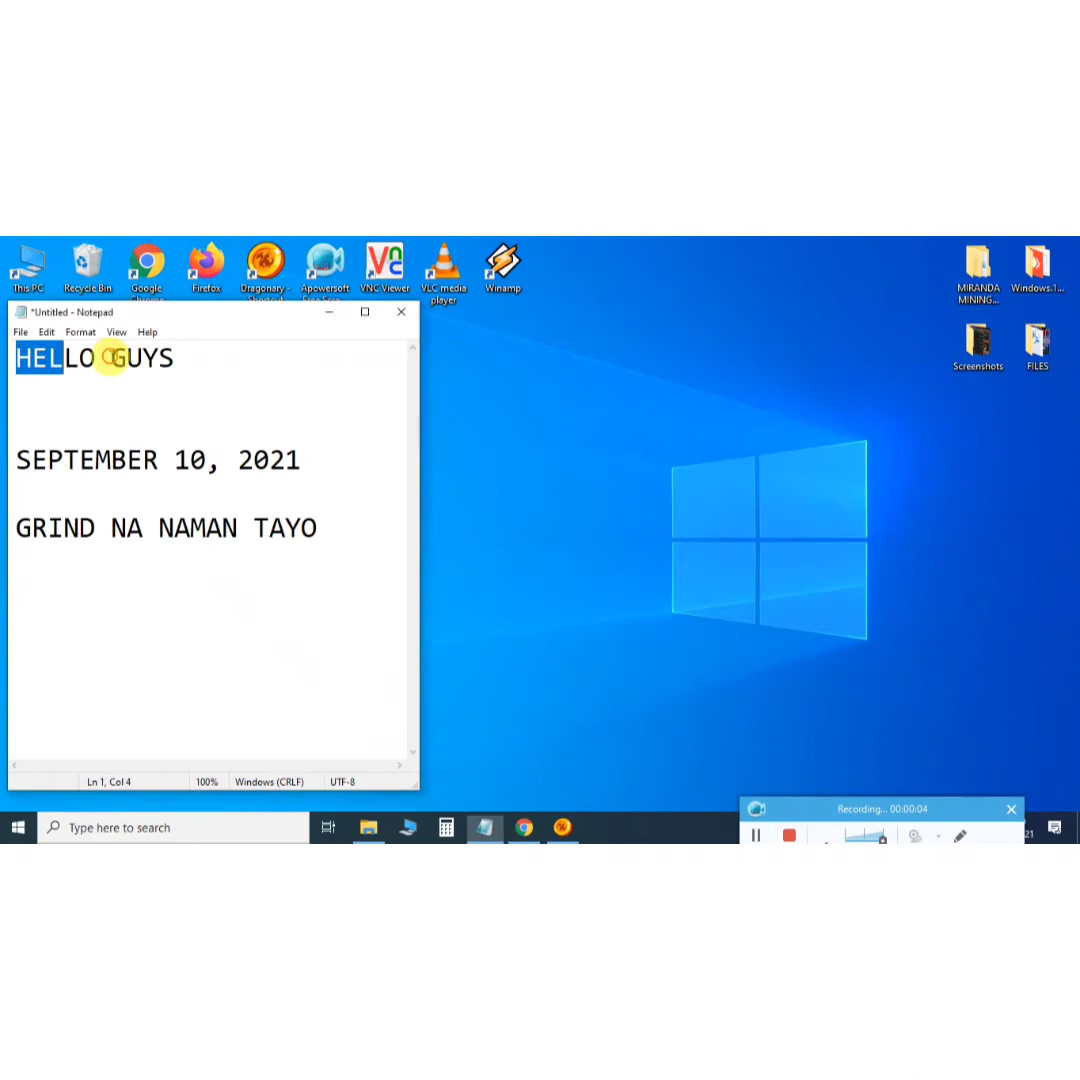 This PC
Recycle Bin
Google
Firefox
Dragonary -
VNC Viewer
VLC media
player
Winamp
Apowersoft
MIRANDA
MINING...
Windows.1...
Screenshots
FILES
*Untitled - Notepad
File Edit Format View Help
HELLO GUYS
SEPTEMBER 10, 2021
GRIND NA NAMAN TAYO
Ln 1, Col 4 100% Windows (CRLF) UTF-8
Recording... 00:00:04
Type here to search
21